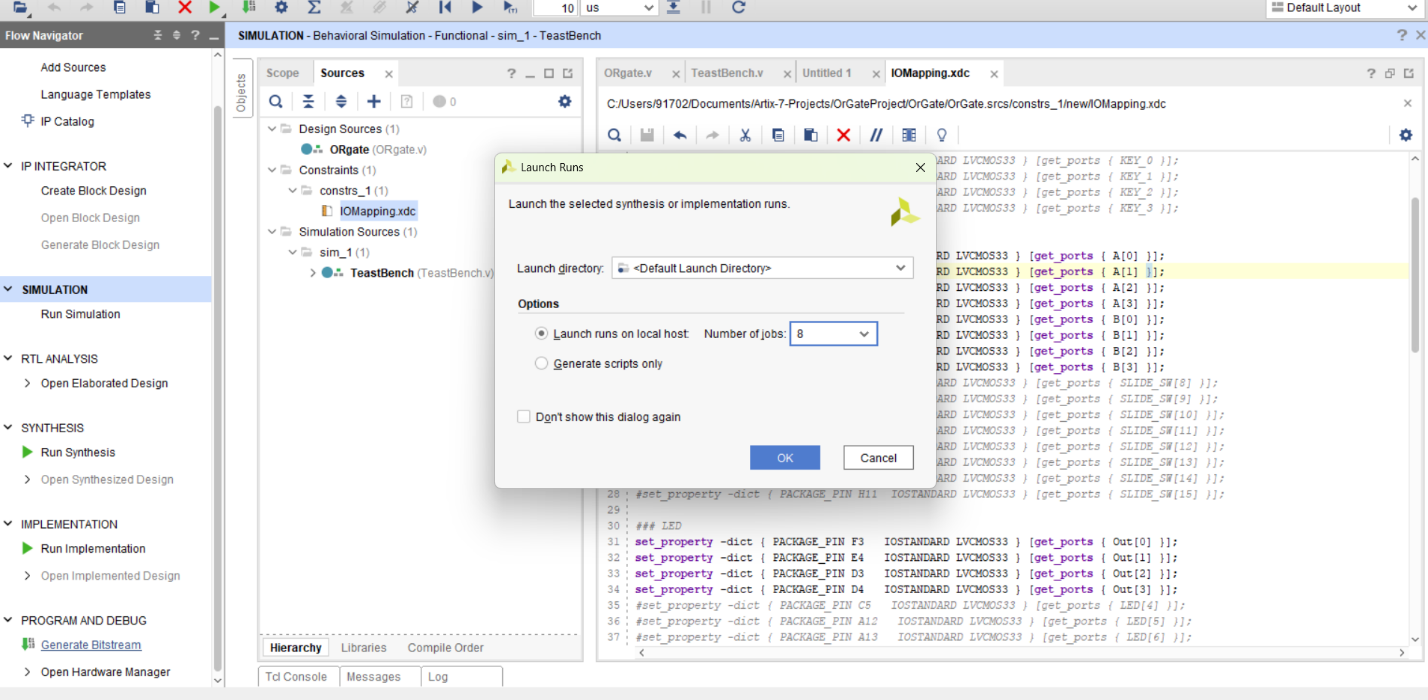 10 us Default Layout
Flow Navigator ?
SIMULATION - Behavioral Simulation - Functional - sim_1 - TeastBench ?
Add Sources
Language Templates
IP Catalog
IP INTEGRATOR
Create Block Design
Open Block Design
Generate Block Design
SIMULATION
Run Simulation
RTL ANALYSIS
Open Elaborated Design
SYNTHESIS
Run Synthesis
Open Synthesized Design
IMPLEMENTATION
Run Implementation
Open Implemented Design
PROGRAM AND DEBUG
Generate Bitstream
Open Hardware Manager
Objects
Scope Sources ?
0
Design Sources (1)
ORgate (ORgate.v)
Constraints (1)
constrs_1 (1)
IOMapping.xdc
Simulation Sources (1)
sim_1 (1)
TeastBench (TeastBench.v)
Hierarchy Libraries Compile Order
Tcl Console Messages Log
Launch Runs
Launch the selected synthesis or implementation runs.
Launch directory: <Default Launch Directory>
Options
Launch runs on local host: Number of jobs: 8
Generate scripts only
Don't show this dialog again
OK Cancel
ORgate.v TeastBench.v Untitled 1 IOMapping.xdc ?
C:/Users/91702/Documents/Artix-7-Projects/OrGateProject/OrGate/OrGate.srcs/constrs_1/new/IOMapping.xdc
ARD LVCMOS33 } [get_ports { KEY_0 }];
ARD LVCMOS33 } [get_ports { KEY_1 }];
ARD LVCMOS33 } [get_ports { KEY_2 }];
ARD LVCMOS33 } [get_ports { KEY_3 }];
RD LVCMOS33 } [get_ports { A[0] }];
RD LVCMOS33 } [get_ports { A[1] }];
RD LVCMOS33 } [get_ports { A[2] }];
RD LVCMOS33 } [get_ports { A[3] }];
RD LVCMOS33 } [get_ports { B[0] }];
RD LVCMOS33 } [get_ports { B[1] }];
RD LVCMOS33 } [get_ports { B[2] }];
RD LVCMOS33 } [get_ports { B[3] }];
ARD LVCMOS33 } [get_ports { SLIDE_SW[8] }];
ARD LVCMOS33 } [get_ports { SLIDE_SW[9] }];
ARD LVCMOS33 } [get_ports { SLIDE_SW[10] }];
ARD LVCMOS33 } [get_ports { SLIDE_SW[11] }];
ARD LVCMOS33 } [get_ports { SLIDE_SW[12] }];
ARD LVCMOS33 } [get_ports { SLIDE_SW[13] }];
ARD LVCMOS33 } [get_ports { SLIDE_SW[14] }];
28 #set_property -dict { PACKAGE_PIN H11 IOSTANDARD LVCMOS33 } [get_ports { SLIDE_SW[15] }];
29
30 ### LED
31 set_property -dict { PACKAGE_PIN F3 IOSTANDARD LVCMOS33 } [get_ports { Out[0] }];
32 set_property -dict { PACKAGE_PIN E4 IOSTANDARD LVCMOS33 } [get_ports { Out[1] }];
33 set_property -dict { PACKAGE_PIN D3 IOSTANDARD LVCMOS33 } [get_ports { Out[2] }];
34 set_property -dict { PACKAGE_PIN D4 IOSTANDARD LVCMOS33 } [get_ports { Out[3] }];
35 #set_property -dict { PACKAGE_PIN C5 IOSTANDARD LVCMOS33 } [get_ports { LED[4] }];
36 #set_property -dict { PACKAGE_PIN A12 IOSTANDARD LVCMOS33 } [get_ports { LED[5] }];
37 #set_property -dict { PACKAGE_PIN A13 IOSTANDARD LVCMOS33 } [get_ports { LED[6] }];